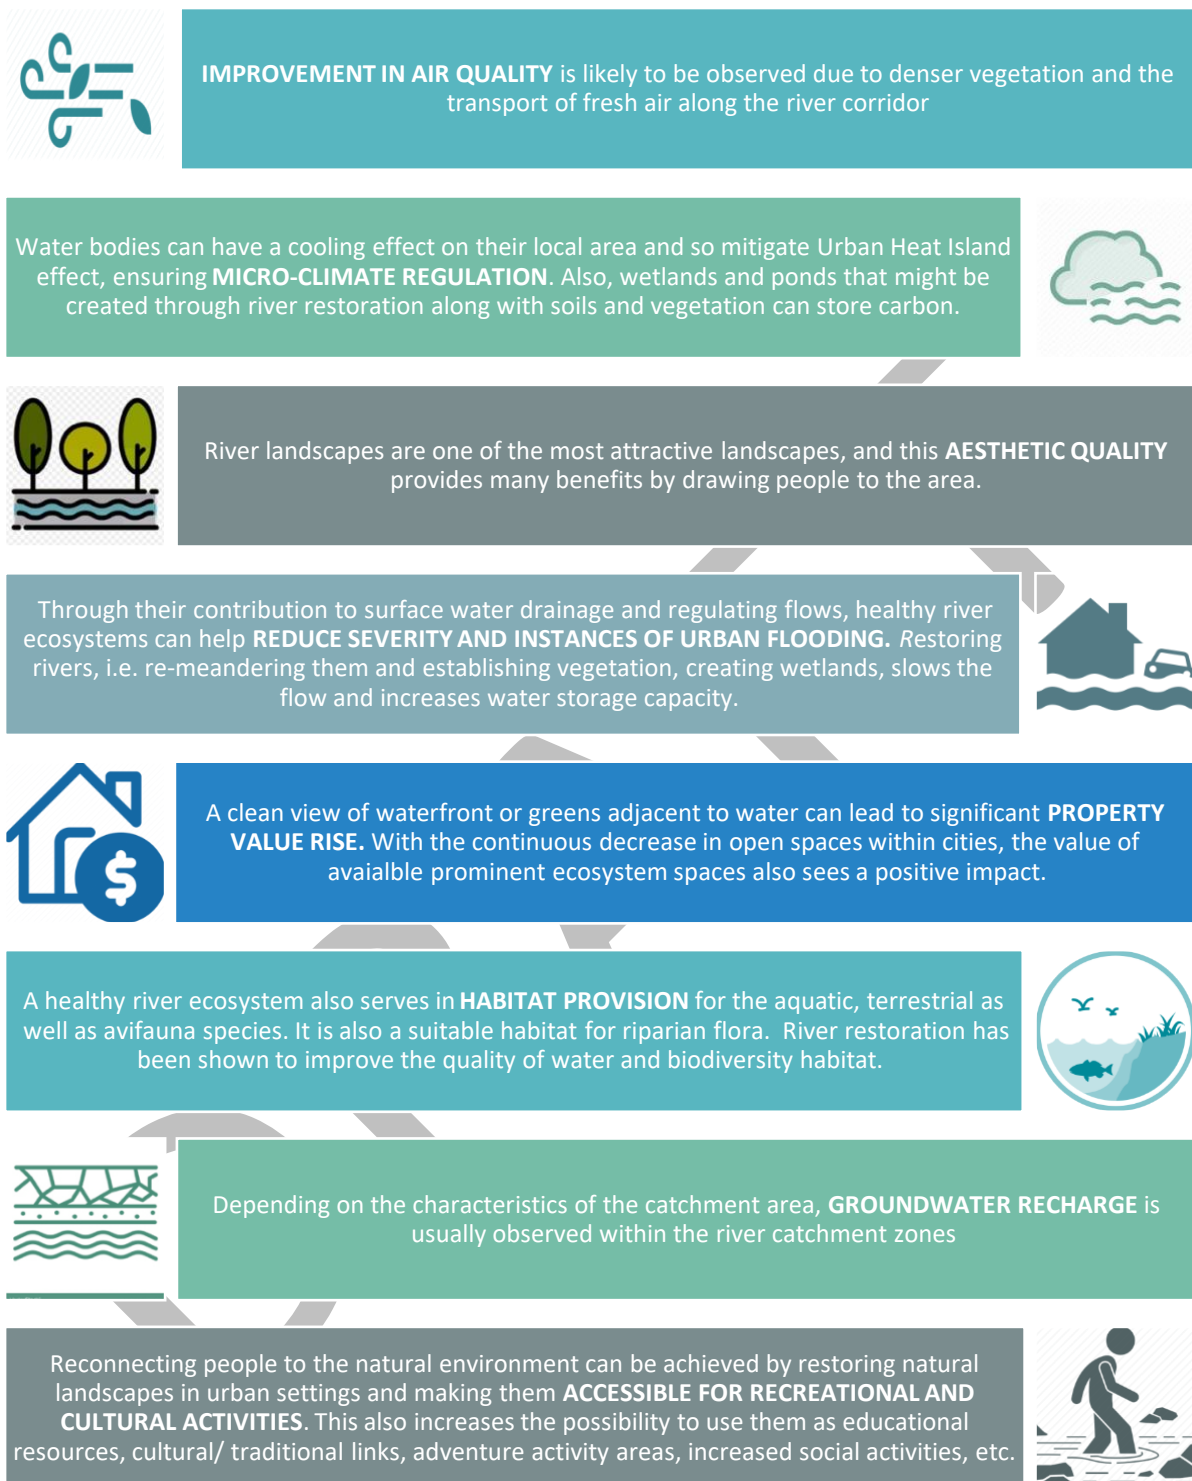 IMPROVEMENT IN AIR QUALITY is likely to be observed due to denser vegetation and the
transport of fresh air along the river corridor
Water bodies can have a cooling effect on their local area and so mitigate Urban Heat Island
effect, ensuring MICRO-CLIMATE REGULATION. Also, wetlands and ponds that might be
created through river restoration along with soils and vegetation can store carbon.
River landscapes are one of the most attractive landscapes, and this AESTHETIC QUALITY
provides many benefits by drawing people to the area.
Through their contribution to surface water drainage and regulating flows, healthy river
ecosystems can help REDUCE SEVERITY AND INSTANCES OF URBAN FLOODING. Restoring
rivers, i.e. re-meandering them and establishing vegetation, creating wetlands, slows the
flow and increases water storage capacity.
A clean view of waterfront or greens adjacent to water can lead to significant PROPERTY
VALUE RISE. With the continuous decrease in open spaces within cities, the value of
avaialble prominent ecosystem spaces also sees a positive impact.
A healthy river ecosystem also serves in HABITAT PROVISION for the aquatic, terrestrial as
well as avifauna species. It is also a suitable habitat for riparian flora. River restoration has
been shown to improve the quality of water and biodiversity habitat.
Depending on the characteristics of the catchment area, GROUNDWATER RECHARGE is
usually observed within the river catchment zones
Reconnecting people to the natural environment can be achieved by restoring natural
landscapes in urban settings and making them ACCESSIBLE FOR RECREATIONAL AND
CULTURAL ACTIVITIES. This also increases the possibility to use them as educational
resources, cultural/ traditional links, adventure activity areas, increased social activities, etc.